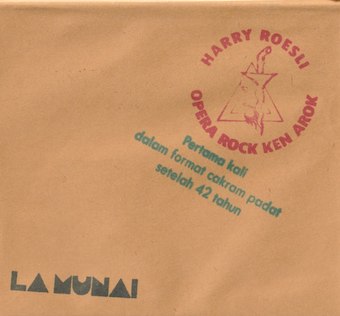 HARRY ROESLI
OPERA ROCK KEN AROK
Pertama kali
dalam format cakram padat
setelah 42 tahun
LA MUNAI